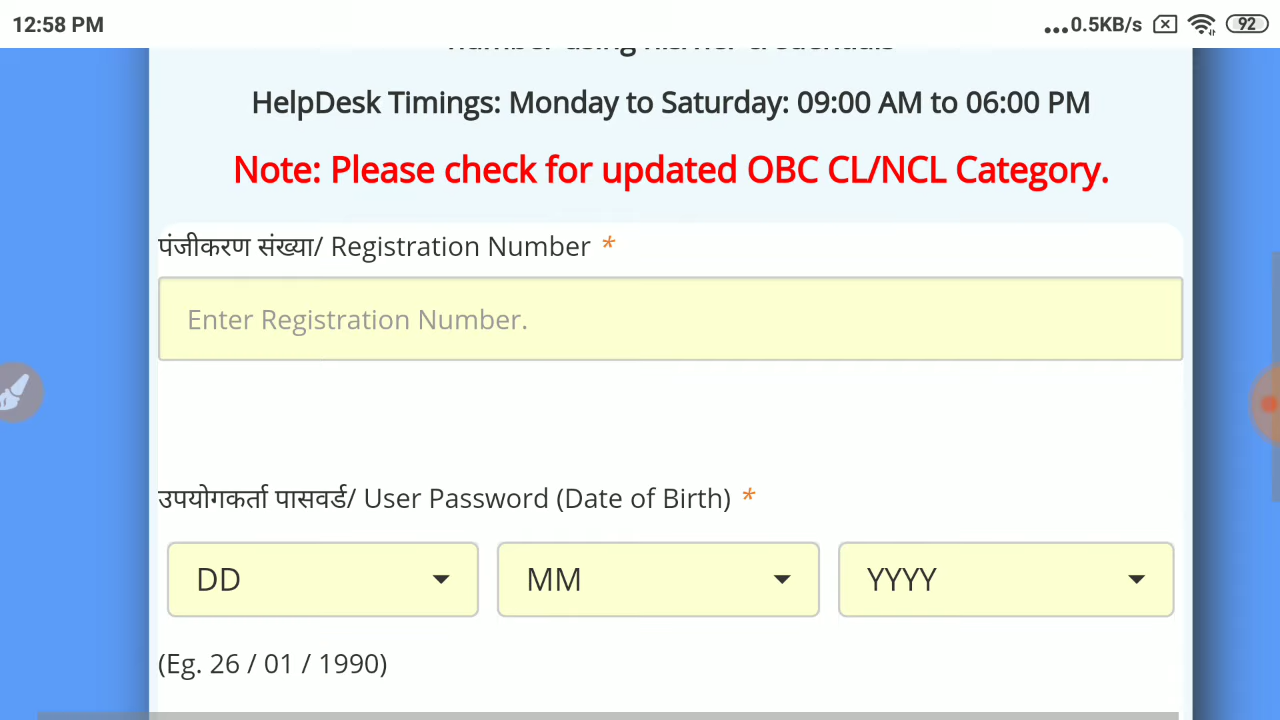 12:58 PM
...0.5KB/s
92
HelpDesk Timings: Monday to Saturday: 09:00 AM to 06:00 PM
Note: Please check for updated OBC CL/NCL Category.
पंजीकरण संख्या/ Registration Number *
Enter Registration Number.
उपयोगकर्ता पासवर्ड/ User Password (Date of Birth) *
DD
MM
YYYY
(Eg. 26 / 01 / 1990)